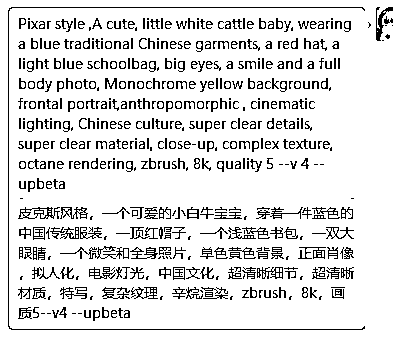 Pixar style ,A cute, little white cattle baby, wearing
a blue traditional Chinese garments, a red hat, a
light blue schoolbag, big eyes, a smile and a full
body photo, Monochrome yellow background,
frontal portrait,anthropomorphic , cinematic
lighting, Chinese culture, super clear details,
super clear material, close-up, complex texture,
octane rendering, zbrush, 8k, quality 5 --v 4 --
upbeta
皮克斯风格，一个可爱的小白牛宝宝，穿着一件蓝色的
中国传统服装，一顶红帽子，一个浅蓝色书包，一双大
眼睛，一个微笑和全身照片，单色黄色背景，正面肖像
，拟人化，电影灯光，中国文化，超清晰细节，超清晰
材质，特写，复杂纹理，辛烷渲染，zbrush，8k，画
质5--v4 --upbeta